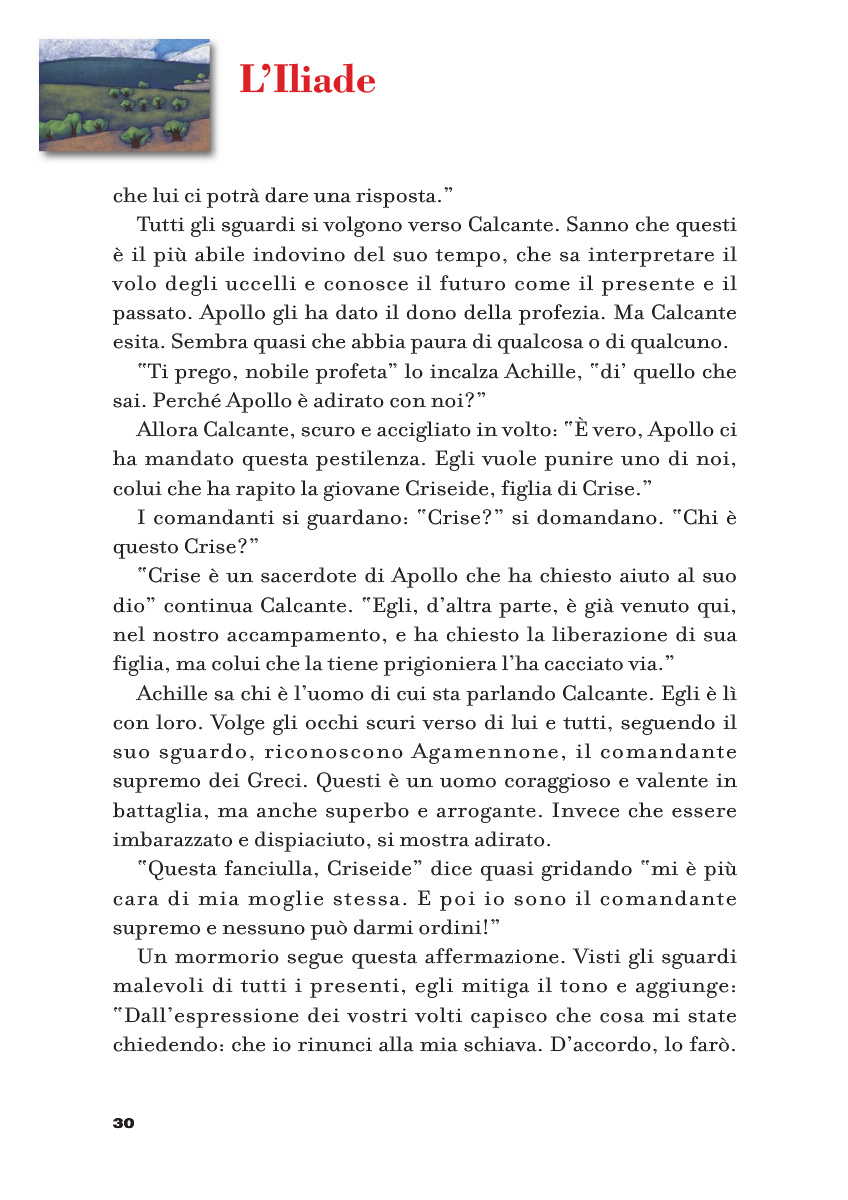 L’Iliade
che lui ci potrà dare una risposta.”
Tutti gli sguardi si volgono verso Calcante. Sanno che questi
è il più abile indovino del suo tempo, che sa interpretare il
volo degli uccelli e conosce il futuro come il presente e il
passato. Apollo gli ha dato il dono della profezia. Ma Calcante
esita. Sembra quasi che abbia paura di qualcosa o di qualcuno.
“Ti prego, nobile profeta” lo incalza Achille, “di’ quello che
sai. Perché Apollo è adirato con noi?”
Allora Calcante, scuro e accigliato in volto: “È vero, Apollo ci
ha mandato questa pestilenza. Egli vuole punire uno di noi,
colui che ha rapito la giovane Criseide, figlia di Crise.”
I comandanti si guardano: “Crise?” si domandano. “Chi è
questo Crise?”
“Crise è un sacerdote di Apollo che ha chiesto aiuto al suo
dio” continua Calcante. “Egli, d’altra parte, è già venuto qui,
nel nostro accampamento, e ha chiesto la liberazione di sua
figlia, ma colui che la tiene prigioniera l’ha cacciato via.”
Achille sa chi è l’uomo di cui sta parlando Calcante. Egli è lì
con loro. Volge gli occhi scuri verso di lui e tutti, seguendo il
suo sguardo, riconoscono Agamennone, il comandante
supremo dei Greci. Questi è un uomo coraggioso e valente in
battaglia, ma anche superbo e arrogante. Invece che essere
imbarazzato e dispiaciuto, si mostra adirato.
“Questa fanciulla, Criseide” dice quasi gridando “mi è più
cara di mia moglie stessa. E poi io sono il comandante
supremo e nessuno può darmi ordini!”
Un mormorio segue questa affermazione. Visti gli sguardi
malevoli di tutti i presenti, egli mitiga il tono e aggiunge:
“Dall’espressione dei vostri volti capisco che cosa mi state
chiedendo: che io rinunci alla mia schiava. D’accordo, lo farò.
30